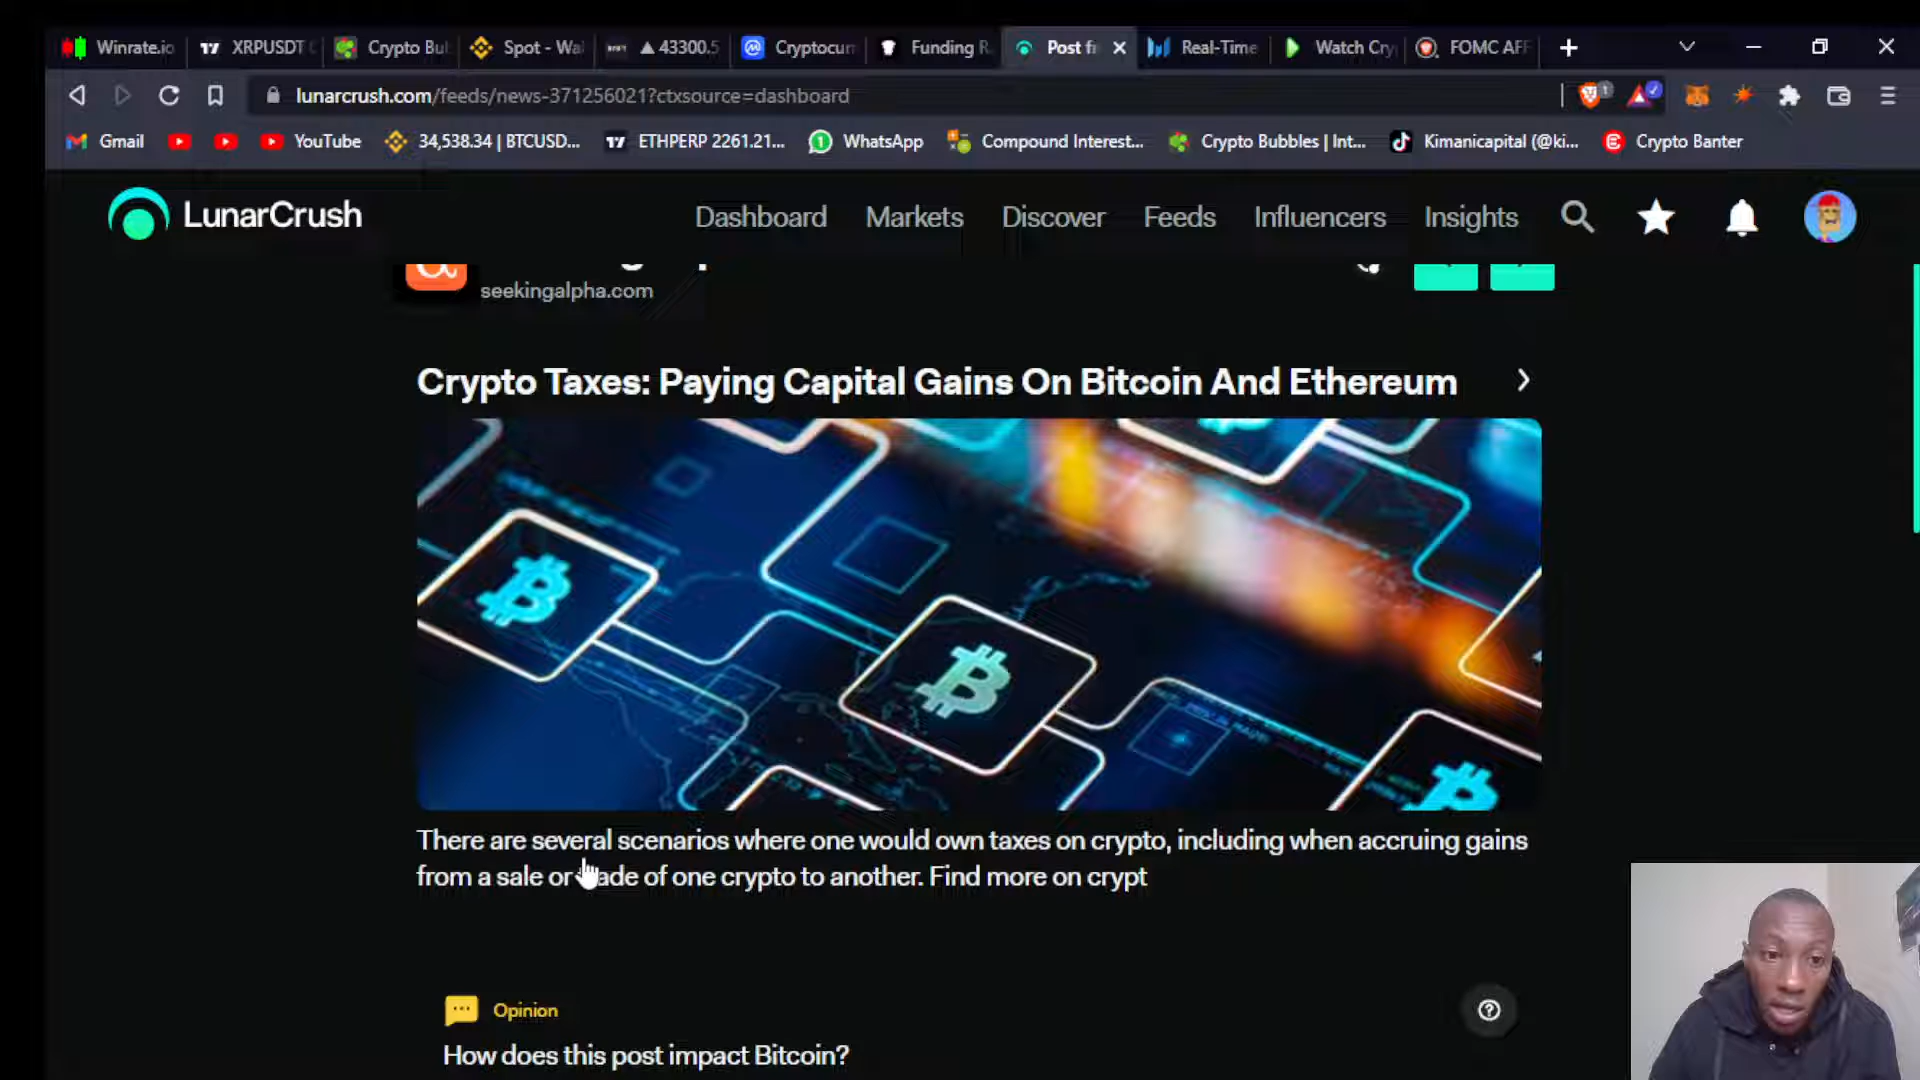 Winrate.io XRPUSDT Crypto Bu Spot - Wa 43300.5 Cryptocur Funding R Post f Real-Time Watch Cry FOMC AFF
lunarcrush.com/feeds/news-371256021?ctxsource=dashboard
Gmail YouTube 34,538.34 | BTCUSD... ETHPERP 2261.21... WhatsApp Compound Interest... Crypto Bubbles | Int... Kimanicapital (@ki... Crypto Banter
LunarCrush Dashboard Markets Discover Feeds Influencers Insights
seekingalpha.com
Crypto Taxes: Paying Capital Gains On Bitcoin And Ethereum
There are several scenarios where one would own taxes on crypto, including when accruing gains
from a sale or trade of one crypto to another. Find more on crypt
Opinion
How does this post impact Bitcoin?